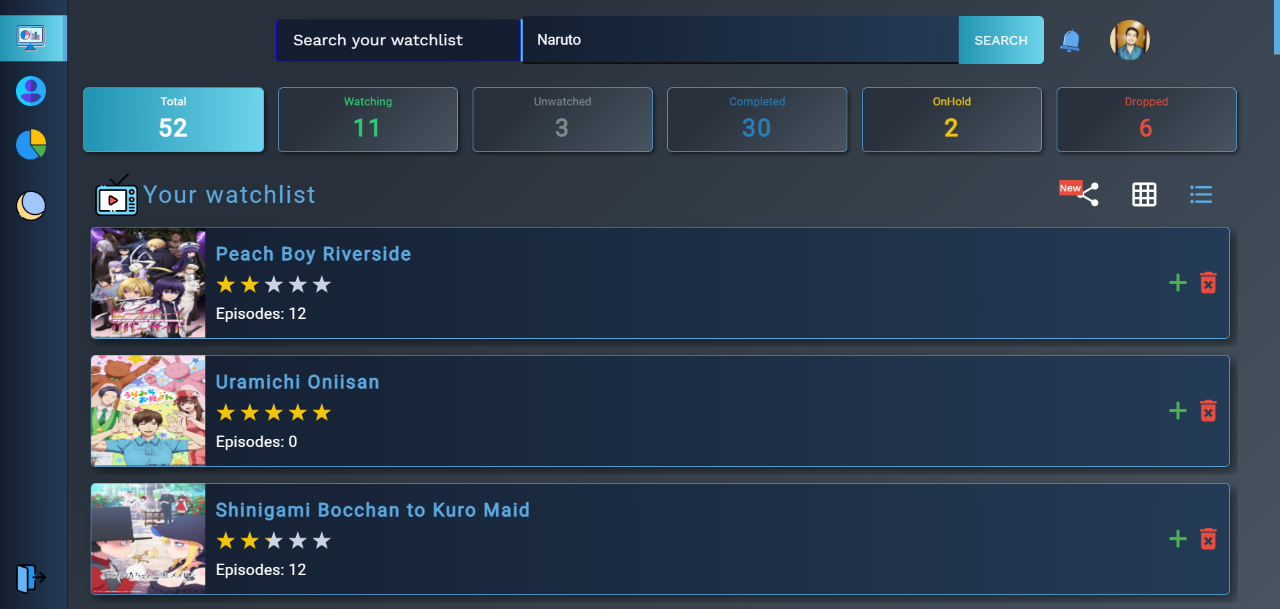 Search your watchlist
Naruto
SEARCH
Total
52
Watching
11
Unwatched
3
Completed
30
OnHold
2
Dropped
6
Your watchlist
New
Peach Boy Riverside
Episodes: 12
Uramichi Oniisan
Episodes: 0
Shinigami Bocchan to Kuro Maid
Episodes: 12